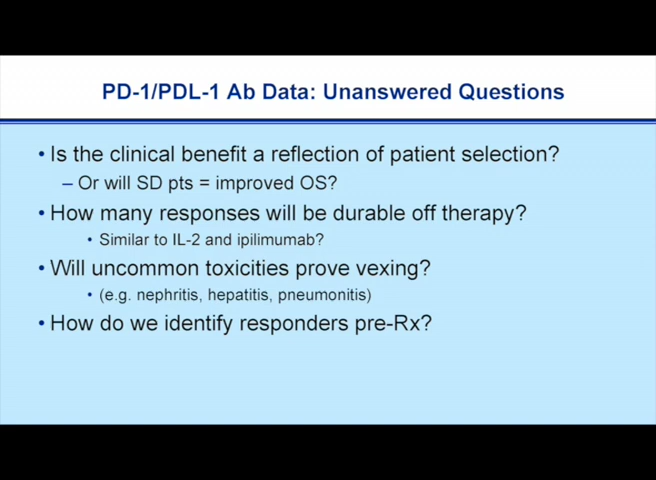 PD-1/PDL-1 Ab Data: Unanswered Questions
• Is the clinical benefit a reflection of patient selection?
– Or will SD pts = improved OS?
• How many responses will be durable off therapy?
• Similar to IL-2 and ipilimumab?
• Will uncommon toxicities prove vexing?
• (e.g. nephritis, hepatitis, pneumonitis)
• How do we identify responders pre-Rx?